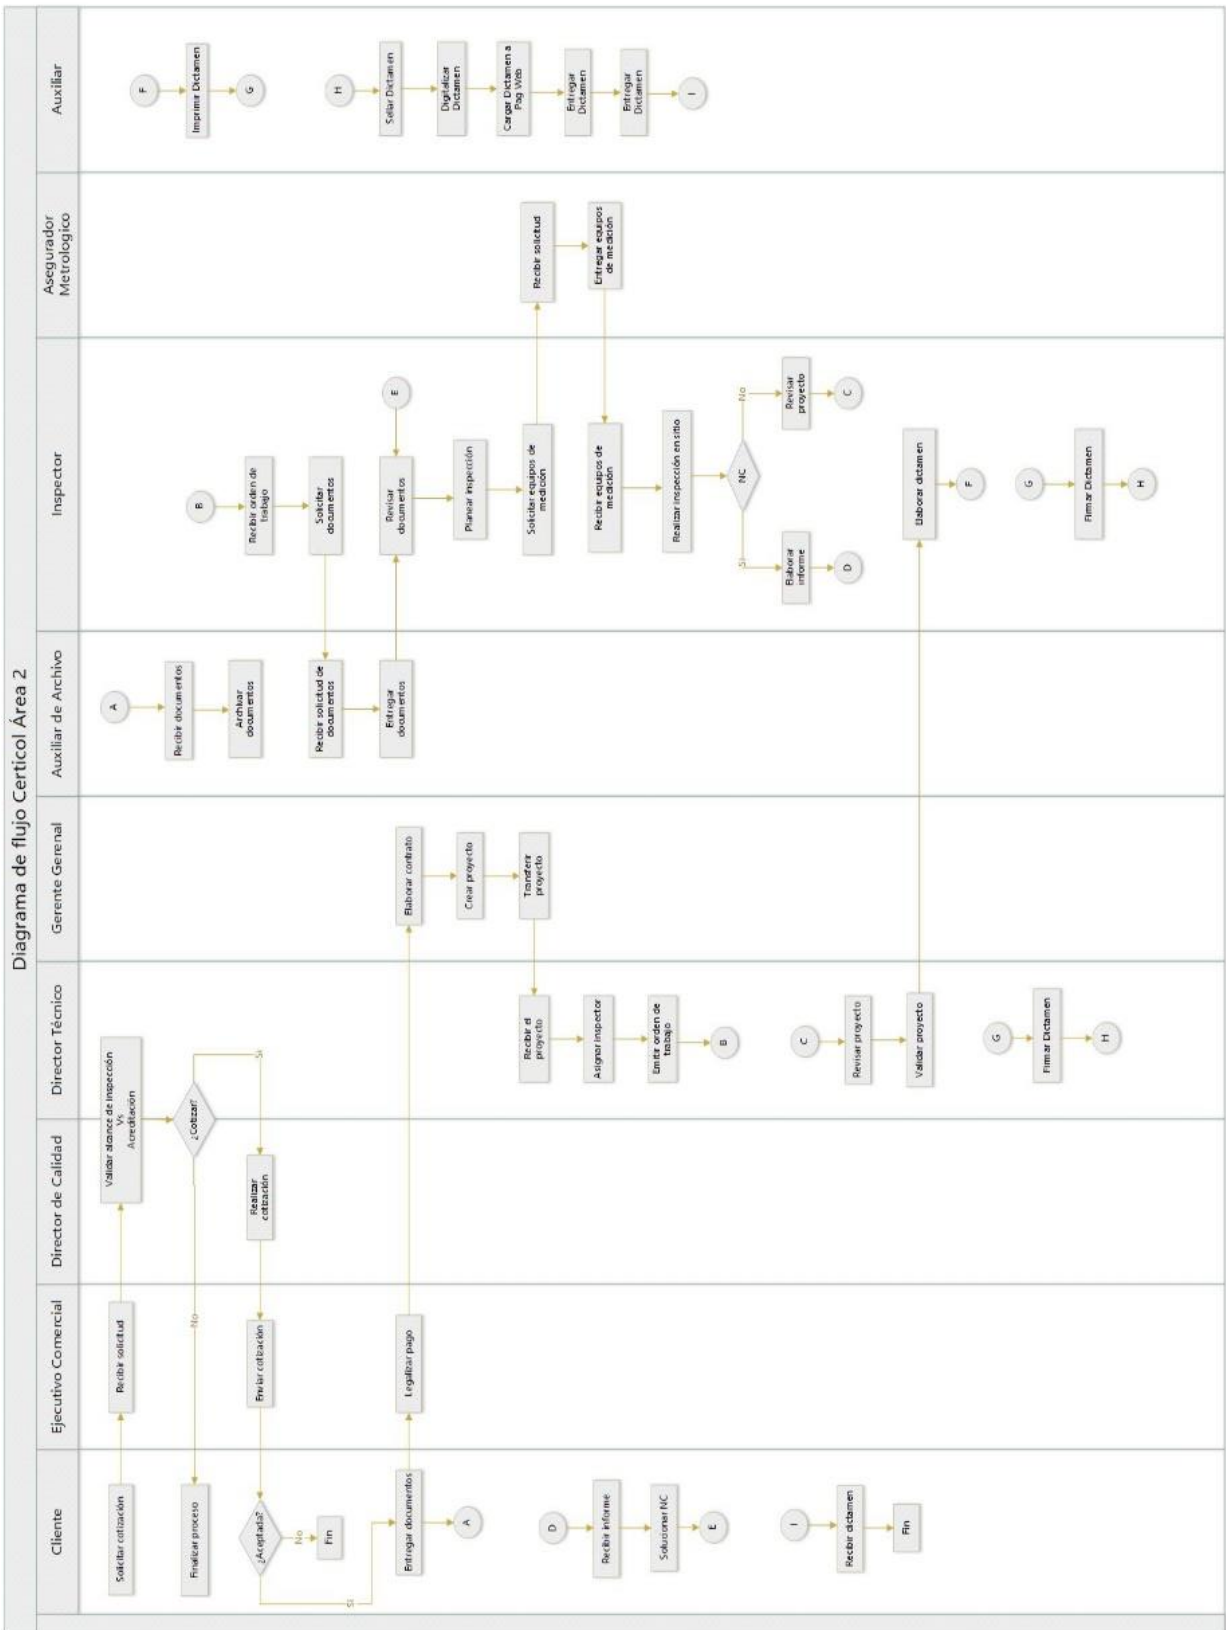 Diagrama de flujo Certicol Área 2
Cliente
Ejecutivo Comercial
Director de Calidad
Director Técnico
Gerente Gerenal
Auxiliar de Archivo
Inspector
Asegurador
Metrologico
Auxiliar
Solicitar cotización
Finalizar proceso
¿Aceptada?
No
Fin
Si
Entregar documentos
A
D
Recibir informe
Solucionar NC
E
I
Recibir dictamen
Fin
Recibir solicitud
No
Enviar cotización
Legalizar pago
Validar alcance de inspección
Vs
Acreditación
¿Cotizar?
Si
Realizar
cotización
Recibir el
proyecto
Asignar inspector
Emitir orden de
trabajo
B
C
Revisar proyecto
Validar proyecto
G
Firmar Dictamen
H
Elaborar contrato
Crear proyecto
Transferir
proyecto
A
Recibir documentos
Archivar
documentos
Recibir solicitud de
documentos
Entregar
documentos
B
Recibir orden de
trabajo
Solicitar
documentos
Revisar
documentos
E
Planear inspección
Solicitar equipos de
medición
Recibir equipos de
medición
Realizar inspección en sitio
NC
Si
No
Elaborar
informe
D
Revisar
proyecto
C
Elaborar dictamen
F
G
Firmar Dictamen
H
Recibir solicitud
Entregar equipos
de medición
F
Imprimir Dictamen
G
H
Sellar Dictamen
Digitalizar
Dictamen
Cargar Dictamen a
Pag Web
Entregar
Dictamen
Entregar
Dictamen
I